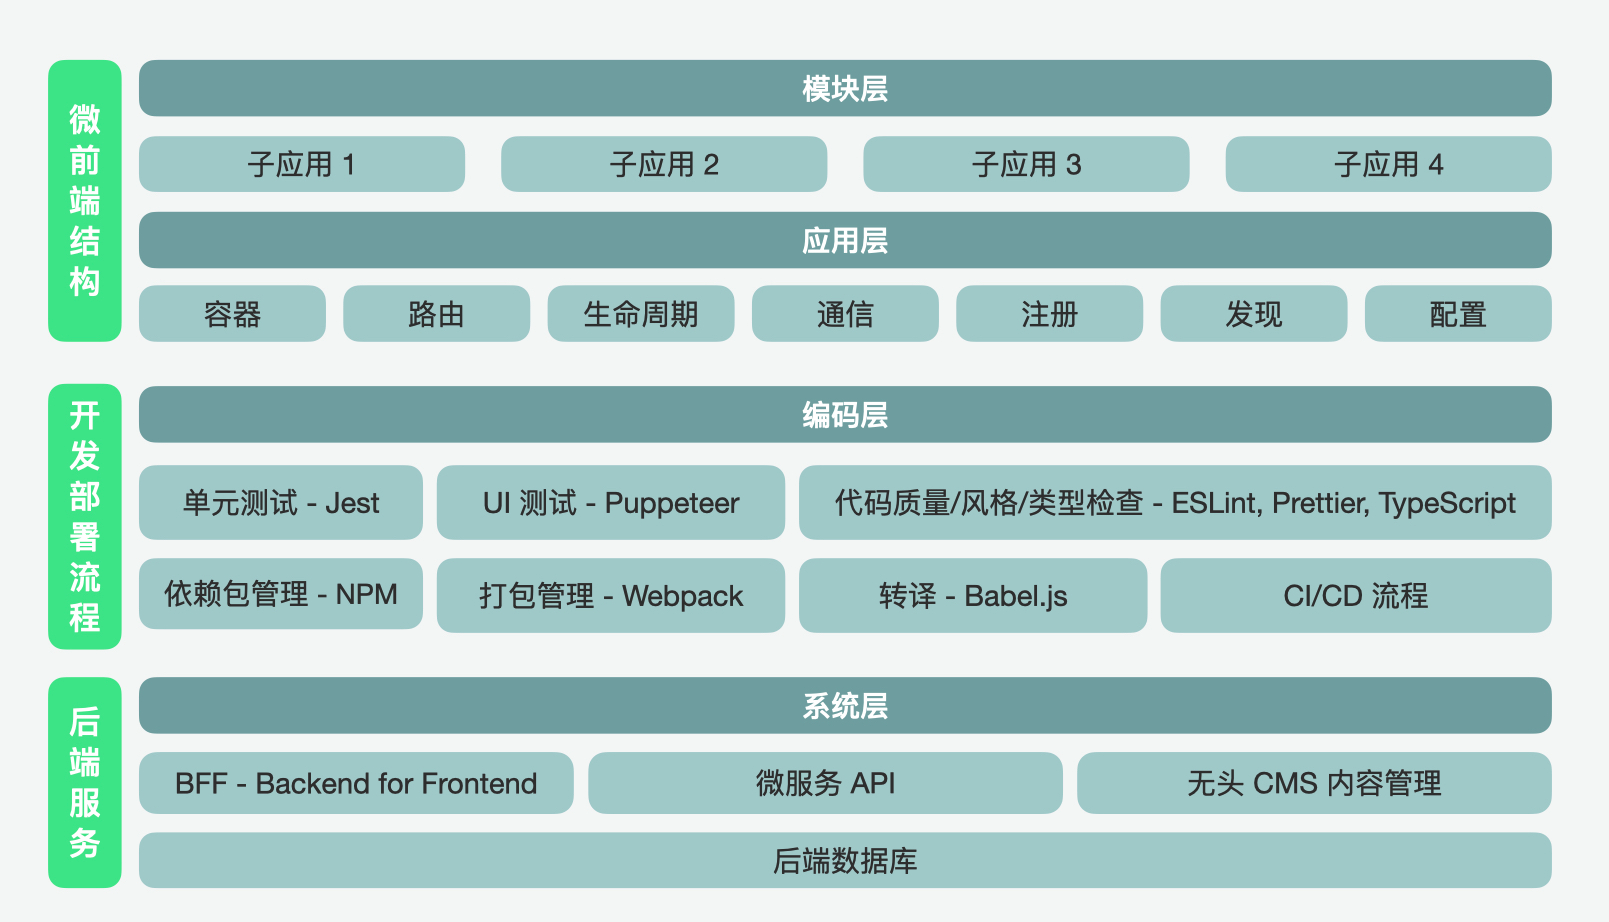 微前端结构
模块层
子应用 1
子应用 2
子应用 3
子应用 4
应用层
容器
路由
生命周期
通信
注册
发现
配置
开发部署流程
编码层
单元测试 - Jest
UI 测试 - Puppeteer
代码质量/风格/类型检查 - ESLint, Prettier, TypeScript
依赖包管理 - NPM
打包管理 - Webpack
转译 - Babel.js
CI/CD 流程
后端服务
系统层
BFF - Backend for Frontend
微服务 API
无头 CMS 内容管理
后端数据库